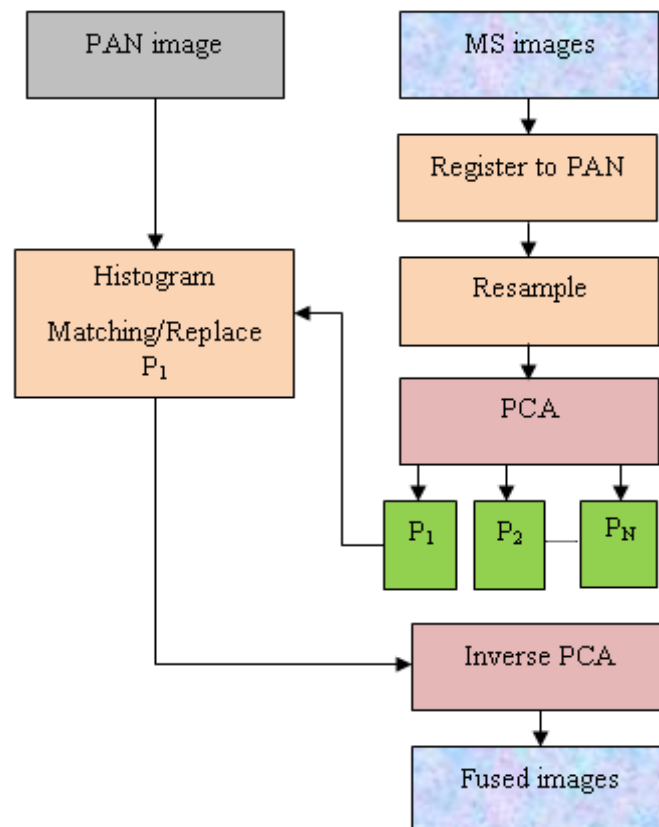 PAN image
MS images
Register to PAN
Histogram
Matching/Replace
P₁
Resample
PCA
P₁
P₂
P_N
Inverse PCA
Fused images